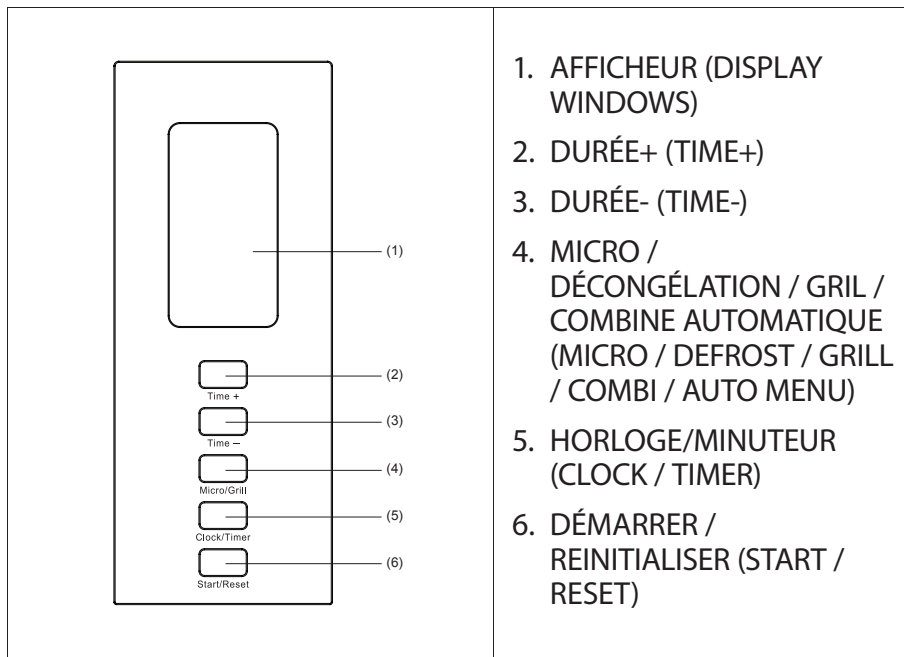 (1)
(2)
Time +
(3)
Time –
(4)
Micro/Grill
(5)
Clock/Timer
(6)
Start/Reset
1. AFFICHEUR (DISPLAY
WINDOWS)
2. DURÉE+ (TIME+)
3. DURÉE- (TIME-)
4. MICRO /
DÉCONGÉLATION / GRIL /
COMBINE AUTOMATIQUE
(MICRO / DEFROST / GRILL
/ COMBI / AUTO MENU)
5. HORLOGE/MINUTEUR
(CLOCK / TIMER)
6. DÉMARRER /
REINITIALISER (START /
RESET)